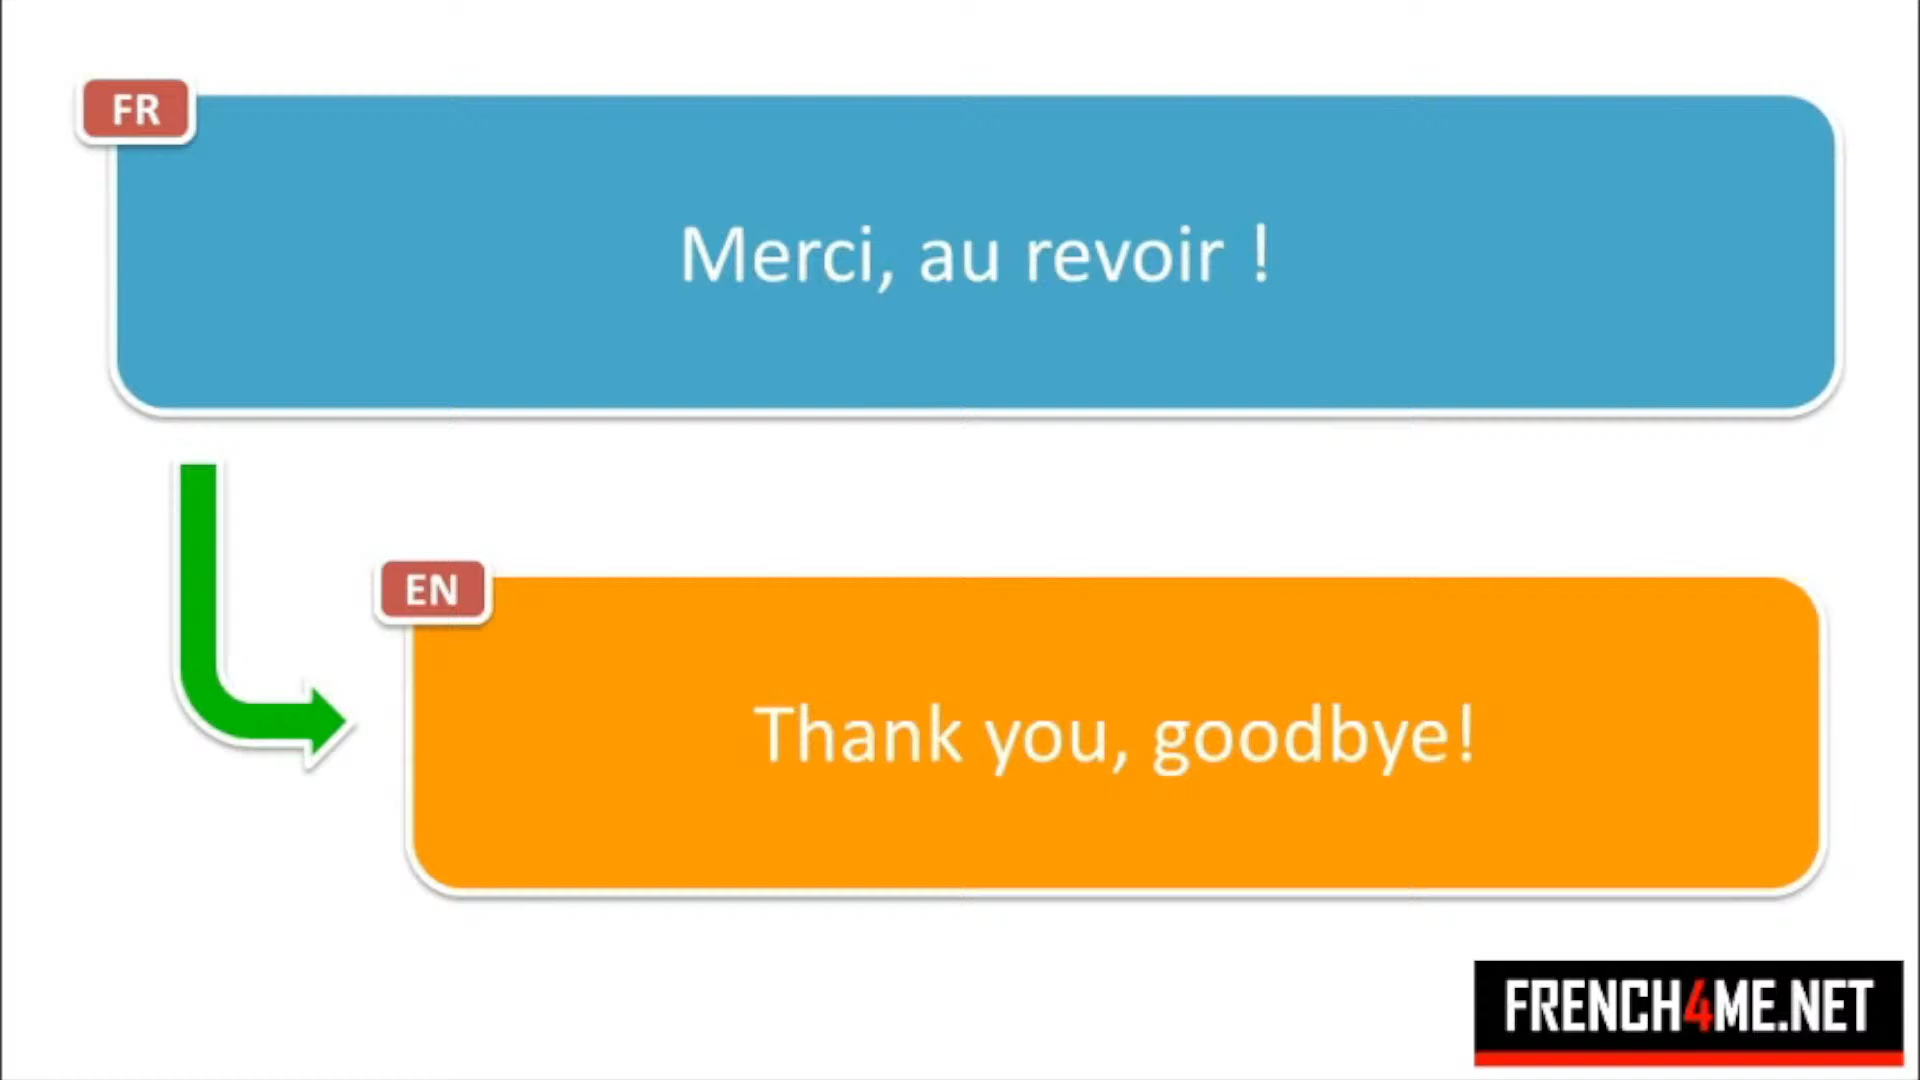 FR
Merci, au revoir !
EN
Thank you, goodbye!
FRENCH4ME.NET